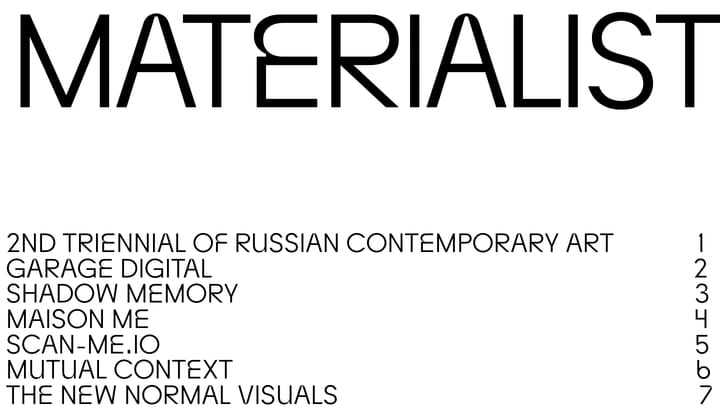 MATERIALIST
2ND TRIENNIAL OF RUSSIAN CONTEMPORARY ART 1
GARAGE DIGITAL 2
SHADOW MEMORY 3
MAISON ME 4
SCAN-ME.IO 5
MUTUAL CONTEXT 6
THE NEW NORMAL VISUALS 7